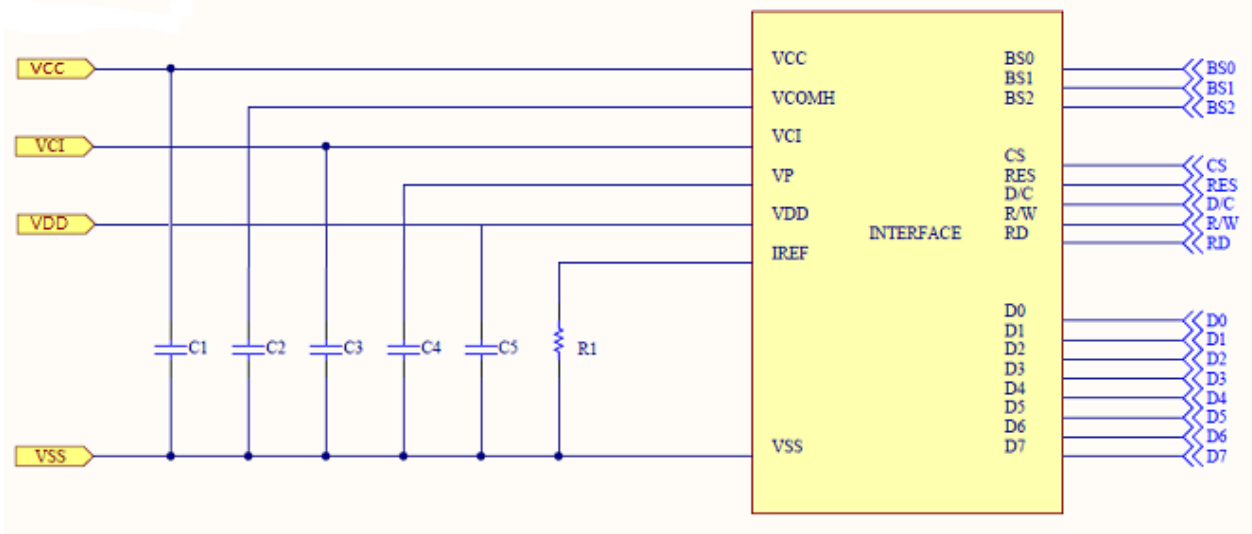 VCC
VCI
VDD
VSS
C1
C2
C3
C4
C5
R1
VCC
VCOMH
VCI
VP
VDD
IREF
VSS
INTERFACE
BS0
BS1
BS2
CS
RES
D/C
R/W
RD
D0
D1
D2
D3
D4
D5
D6
D7
BS0
BS1
BS2
CS
RES
D/C
R/W
RD
D0
D1
D2
D3
D4
D5
D6
D7